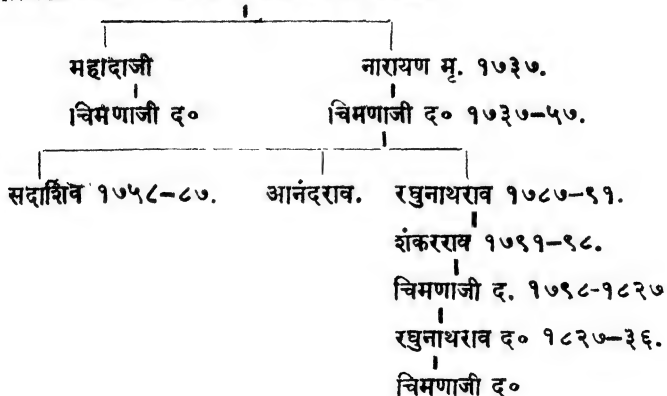 महादाजी नारायण मृ. १७३७.
चिमणाजी द० चिमणाजी द० १७३७-५७.
सदाशिव १७५८-८७. आनंदराव. रघुनाथराव १७८७-९१.
शंकरराव १७९१-९८.
चिमणाजी द. १७९८-१८२७
रघुनाथराव द० १८२७-३६.
चिमणाजी द०